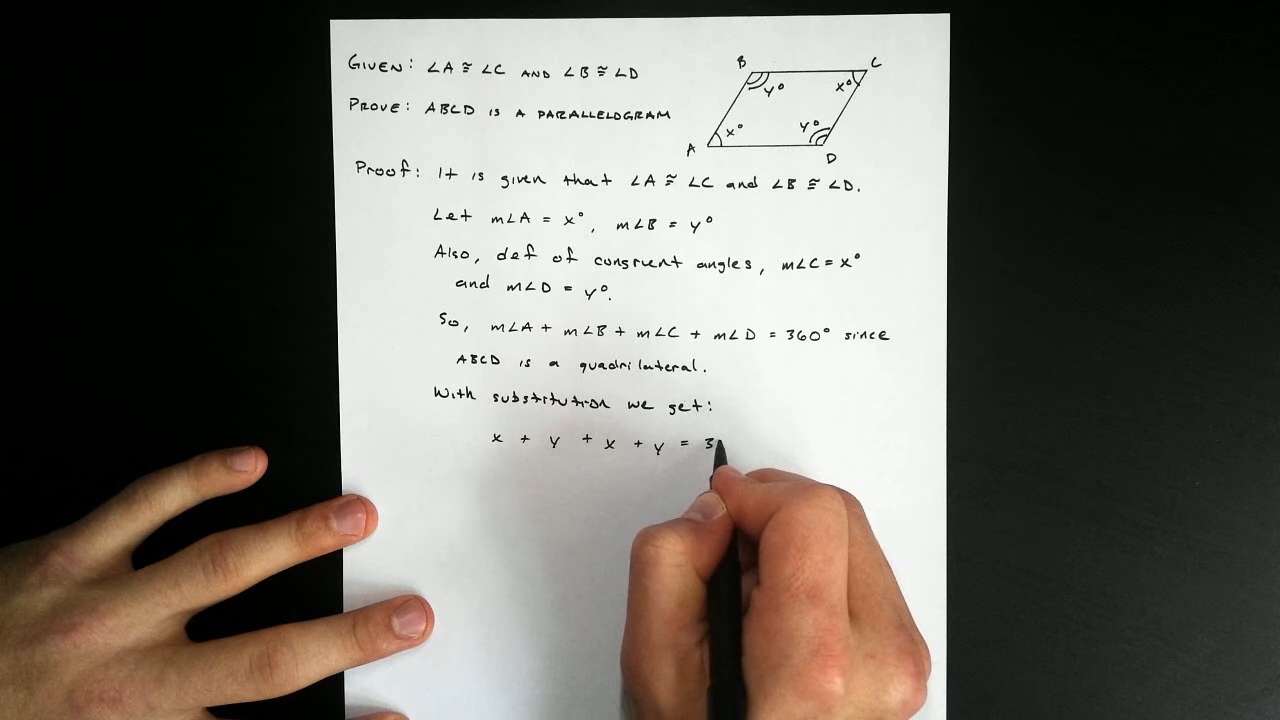 GIVEN: ∠A ≅ ∠C AND ∠B ≅ ∠D
PROVE: ABCD IS A PARALLELOGRAM
B
C
y°
x°
x°
y°
A
D
Proof: It is given that ∠A ≅ ∠C and ∠B ≅ ∠D.
Let m∠A = x°, m∠B = y°
Also, def of congruent angles, m∠C = x°
and m∠D = y°.
So, m∠A + m∠B + m∠C + m∠D = 360° since
ABCD is a quadrilateral.
With substitution we get:
x + y + x + y = 3